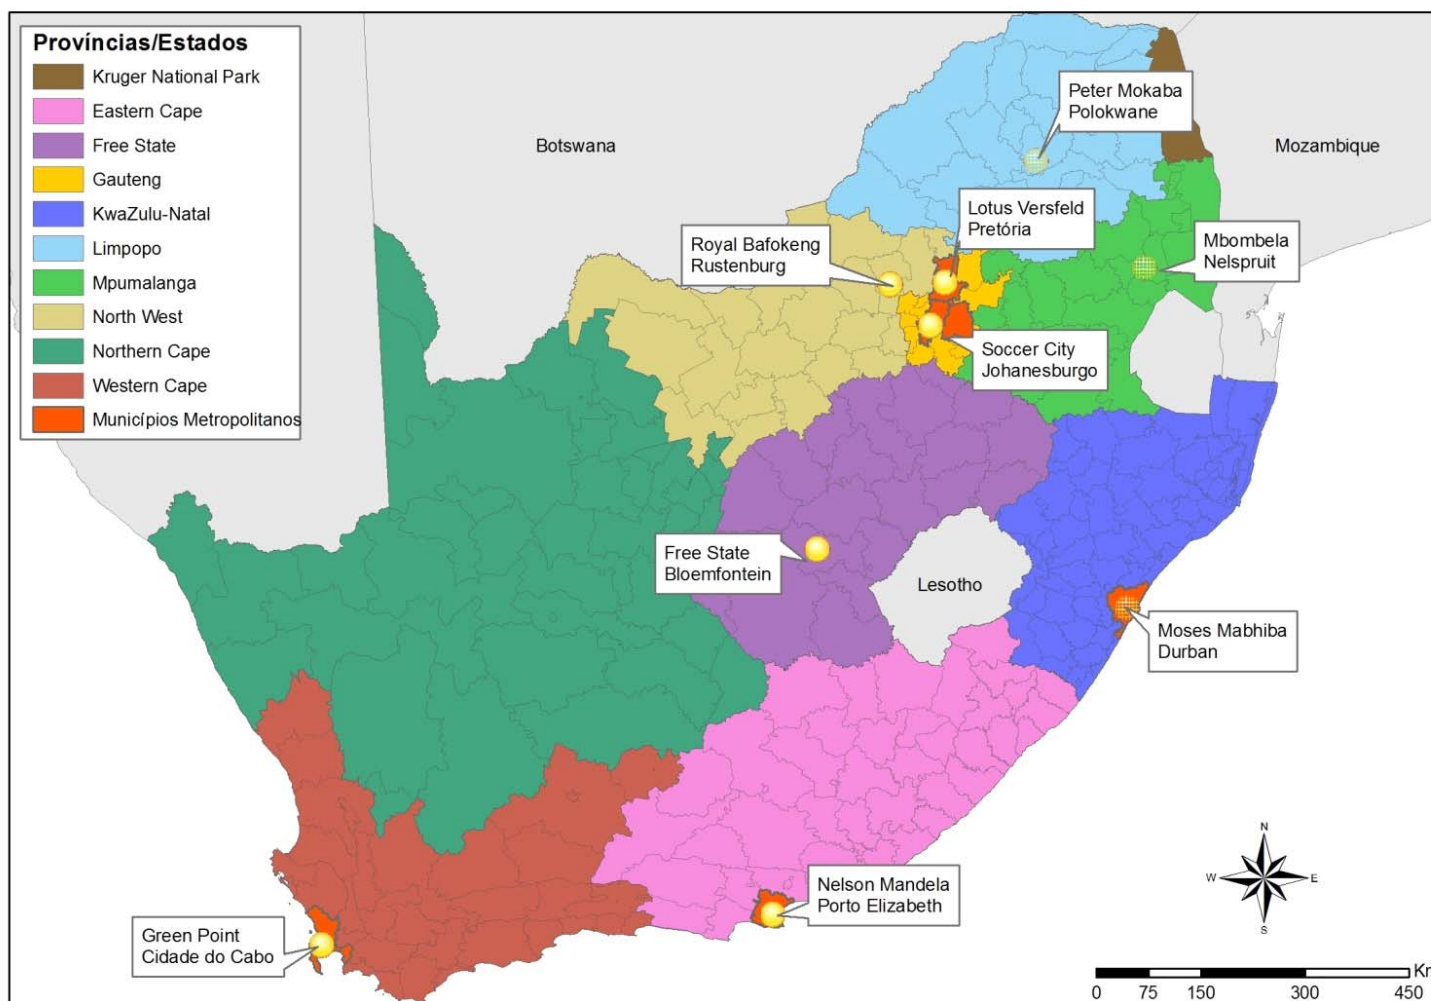 Províncias/Estados
Kruger National Park
Eastern Cape
Free State
Gauteng
KwaZulu-Natal
Limpopo
Mpumalanga
North West
Northern Cape
Western Cape
Municípios Metropolitanos
Botswana
Mozambique
Peter Mokaba
Polokwane
Lotus Versfeld
Pretória
Royal Bafokeng
Rustenburg
Mbombela
Nelspruit
Soccer City
Johanesburgo
Free State
Bloemfontein
Lesotho
Moses Mabhiba
Durban
Nelson Mandela
Porto Elizabeth
Green Point
Cidade do Cabo
N
W
E
S
Km
0 75 150 300 450